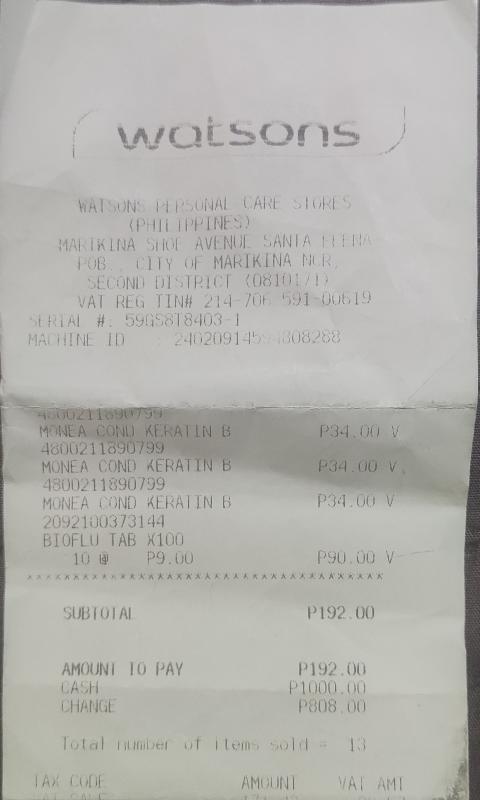 watsons
WATSONS PERSONAL CARE STORES
(PHILIPPINES)
MARIKINA SHOE AVENUE SANTA ELENA
POB., CITY OF MARIKINA NCR,
SECOND DISTRICT (0810171)
VAT REG TIN# 214-706 591-00619
SERIAL #: 59GS8T8403-1
MACHINE ID :
4800211890799
MONEA COND KERATIN B P34.00 V
4800211890799
MONEA COND KERATIN B P34.00 V
4800211890799
MONEA COND KERATIN B P34.00 V
2092100373144
BIOFLU TAB X100
10 @ P9.00 P90.00 V
SUBTOTAL P192.00
AMOUNT TO PAY P192.00
CASH P1000.00
CHANGE P808.00
Total number of items sold = 13
TAX CODE AMOUNT VAT AMT